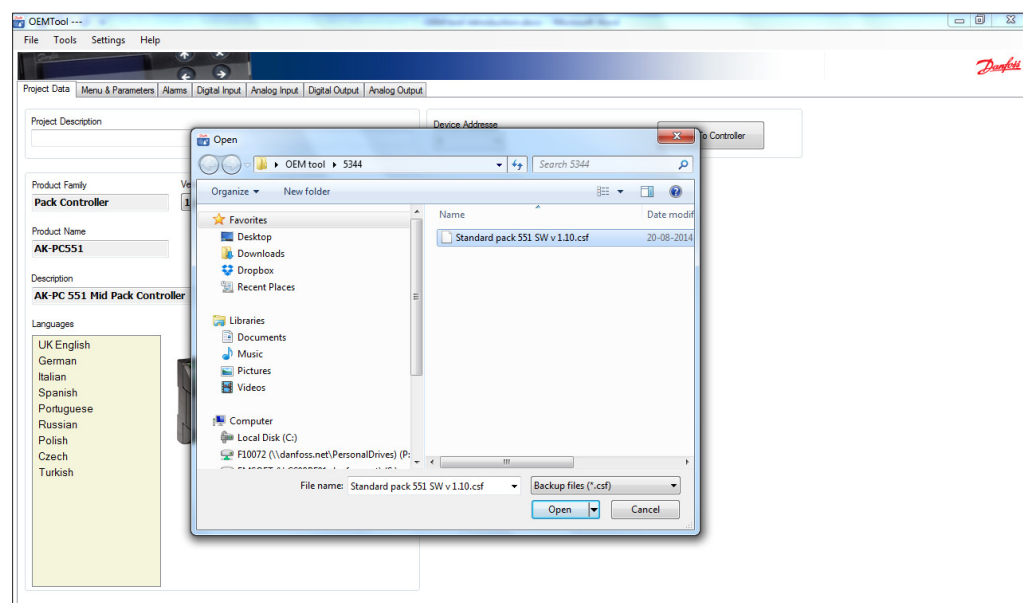 OEMTool ---
File Tools Settings Help
Danfoss
Project Data Menu & Parameters Alarms Digital Input Analog Input Digital Output Analog Output
Project Description
Device Addresse
To Controller
Product Family
Pack Controller
1
Product Name
AK-PC551
Description
AK-PC 551 Mid Pack Controller
Languages
UK English
German
Italian
Spanish
Portuguese
Russian
Polish
Czech
Turkish
Open
OEM tool 5344
Search 5344
Organize New folder
Favorites
Desktop
Downloads
Dropbox
Recent Places
Libraries
Documents
Music
Pictures
Videos
Computer
Local Disk (C:)
F10072 (\\danfoss.net\PersonalDrives) (P:
Name Date modif
Standard pack 551 SW v 1.10.csf 20-08-2014
File name: Standard pack 551 SW v 1.10.csf Backup files (*.csf)
Open Cancel